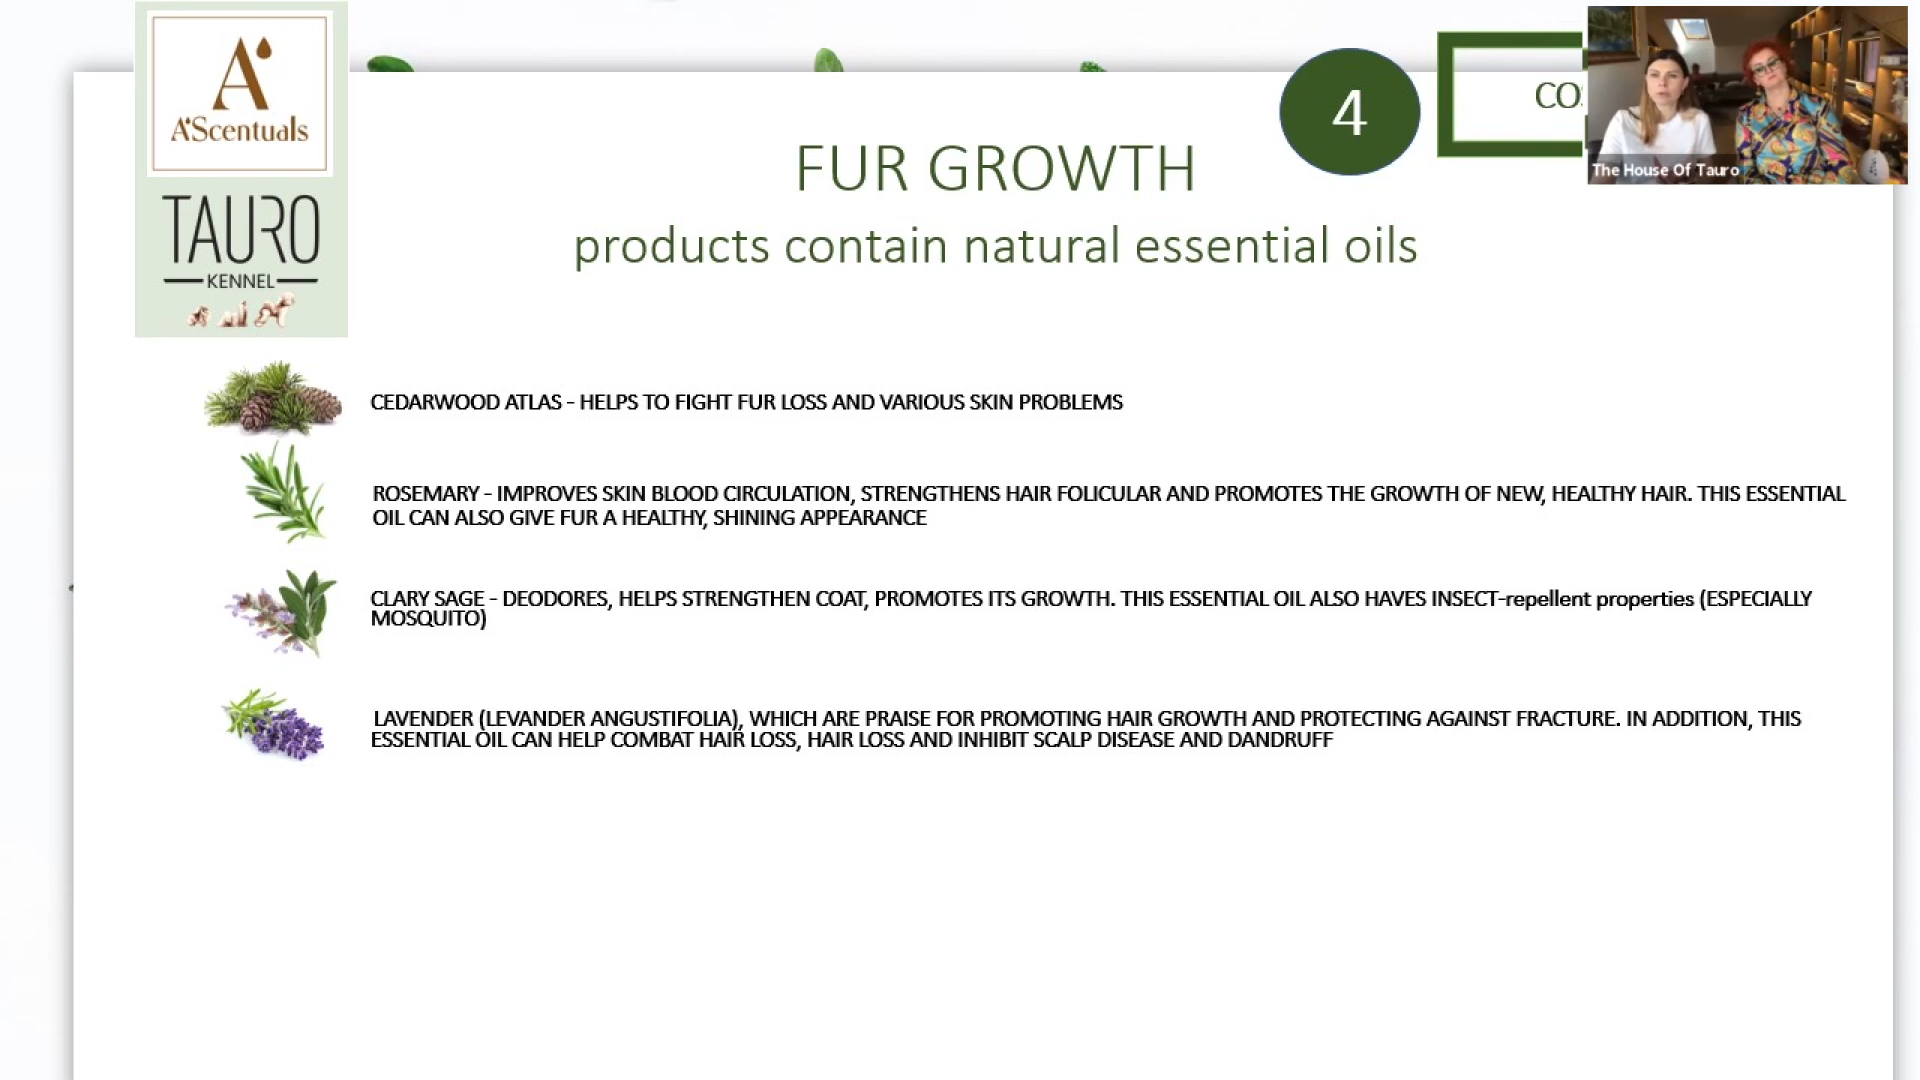 A'Scentuals
TAURO
KENNEL
4
The House Of Tauro
FUR GROWTH
products contain natural essential oils
CEDARWOOD ATLAS - HELPS TO FIGHT FUR LOSS AND VARIOUS SKIN PROBLEMS
ROSEMARY - IMPROVES SKIN BLOOD CIRCULATION, STRENGTHENS HAIR FOLICULAR AND PROMOTES THE GROWTH OF NEW, HEALTHY HAIR. THIS ESSENTIAL
OIL CAN ALSO GIVE FUR A HEALTHY, SHINING APPEARANCE
CLARY SAGE - DEODORES, HELPS STRENGTHEN COAT, PROMOTES ITS GROWTH. THIS ESSENTIAL OIL ALSO HAVES INSECT-repellent properties (ESPECIALLY
MOSQUITO)
LAVENDER (LEVANDER ANGUSTIFOLIA), WHICH ARE PRAISE FOR PROMOTING HAIR GROWTH AND PROTECTING AGAINST FRACTURE. IN ADDITION, THIS
ESSENTIAL OIL CAN HELP COMBAT HAIR LOSS, HAIR LOSS AND INHIBIT SCALP DISEASE AND DANDRUFF